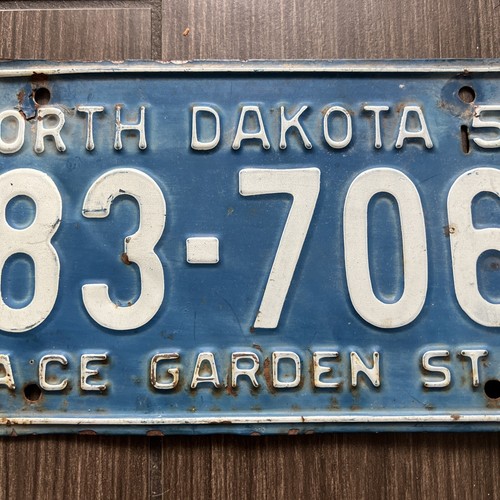 ORTH DAKOTA 5
83-706
ACE GARDEN ST